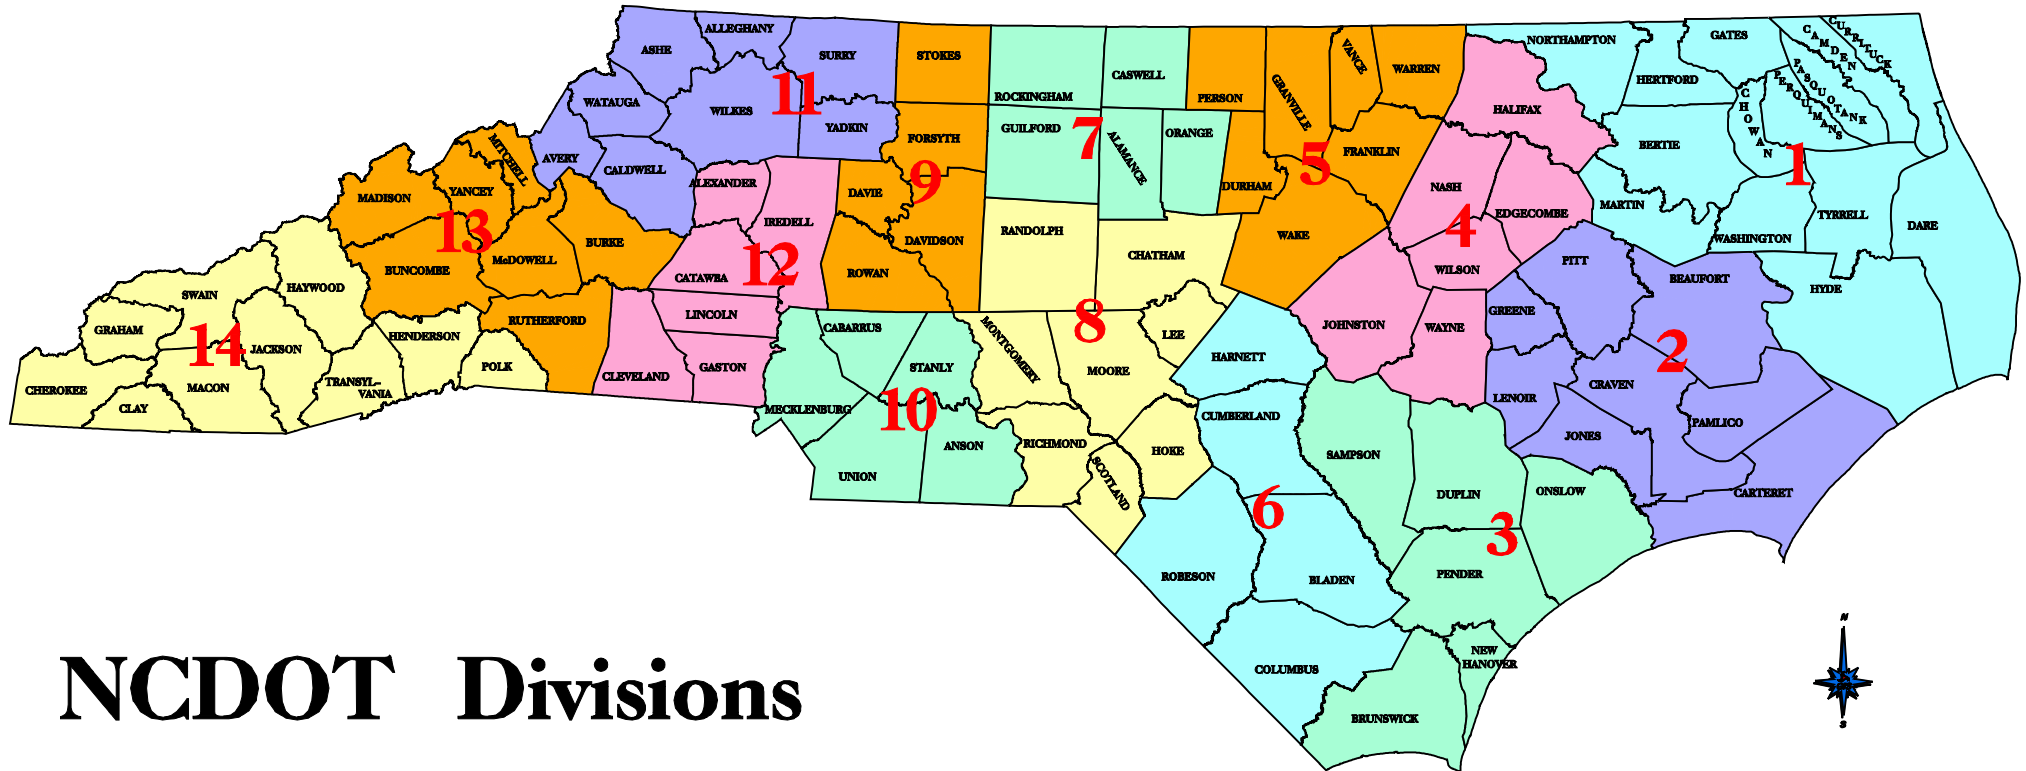 ALLEGHANY
ASHE
SURRY
WATAUGA
WILKES
11
YADKIN
AVERY
CALDWELL
STOKES
FORSYTH
9
DAVIE
DAVIDSON
ROWAN
ROCKINGHAM
CASWELL
GUILFORD
7
ALAMANCE
ORANGE
PERSON
GRANVILLE
VANCE
WARREN
FRANKLIN
5
DURHAM
WAKE
NORTHAMPTON
GATES
CURRITUCK
CAMDEN
PASQUOTANK
PERQUIMANS
CHOWAN
HERTFORD
BERTIE
1
MARTIN
WASHINGTON
TYRRELL
DARE
HYDE
HALIFAX
NASH
EDGECOMBE
4
WILSON
JOHNSTON
WAYNE
PITT
BEAUFORT
GREENE
2
CRAVEN
LENOIR
PAMLICO
JONES
CARTERET
MITCHELL
YANCEY
MADISON
13
BUNCOMBE
McDOWELL
BURKE
RUTHERFORD
ALEXANDER
IREDELL
12
CATAWBA
LINCOLN
CLEVELAND
GASTON
RANDOLPH
CHATHAM
8
LEE
MONTGOMERY
MOORE
RICHMOND
HOKE
SCOTLAND
HAYWOOD
SWAIN
GRAHAM
14
JACKSON
HENDERSON
CHEROKEE
MACON
TRANSYL-
VANIA
POLK
CLAY
CABARRUS
STANLY
MECKLENBURG
10
ANSON
UNION
HARNETT
CUMBERLAND
6
ROBESON
BLADEN
COLUMBUS
SAMPSON
DUPLIN
ONSLOW
3
PENDER
NEW
HANOVER
BRUNSWICK
NCDOT Divisions
N
S